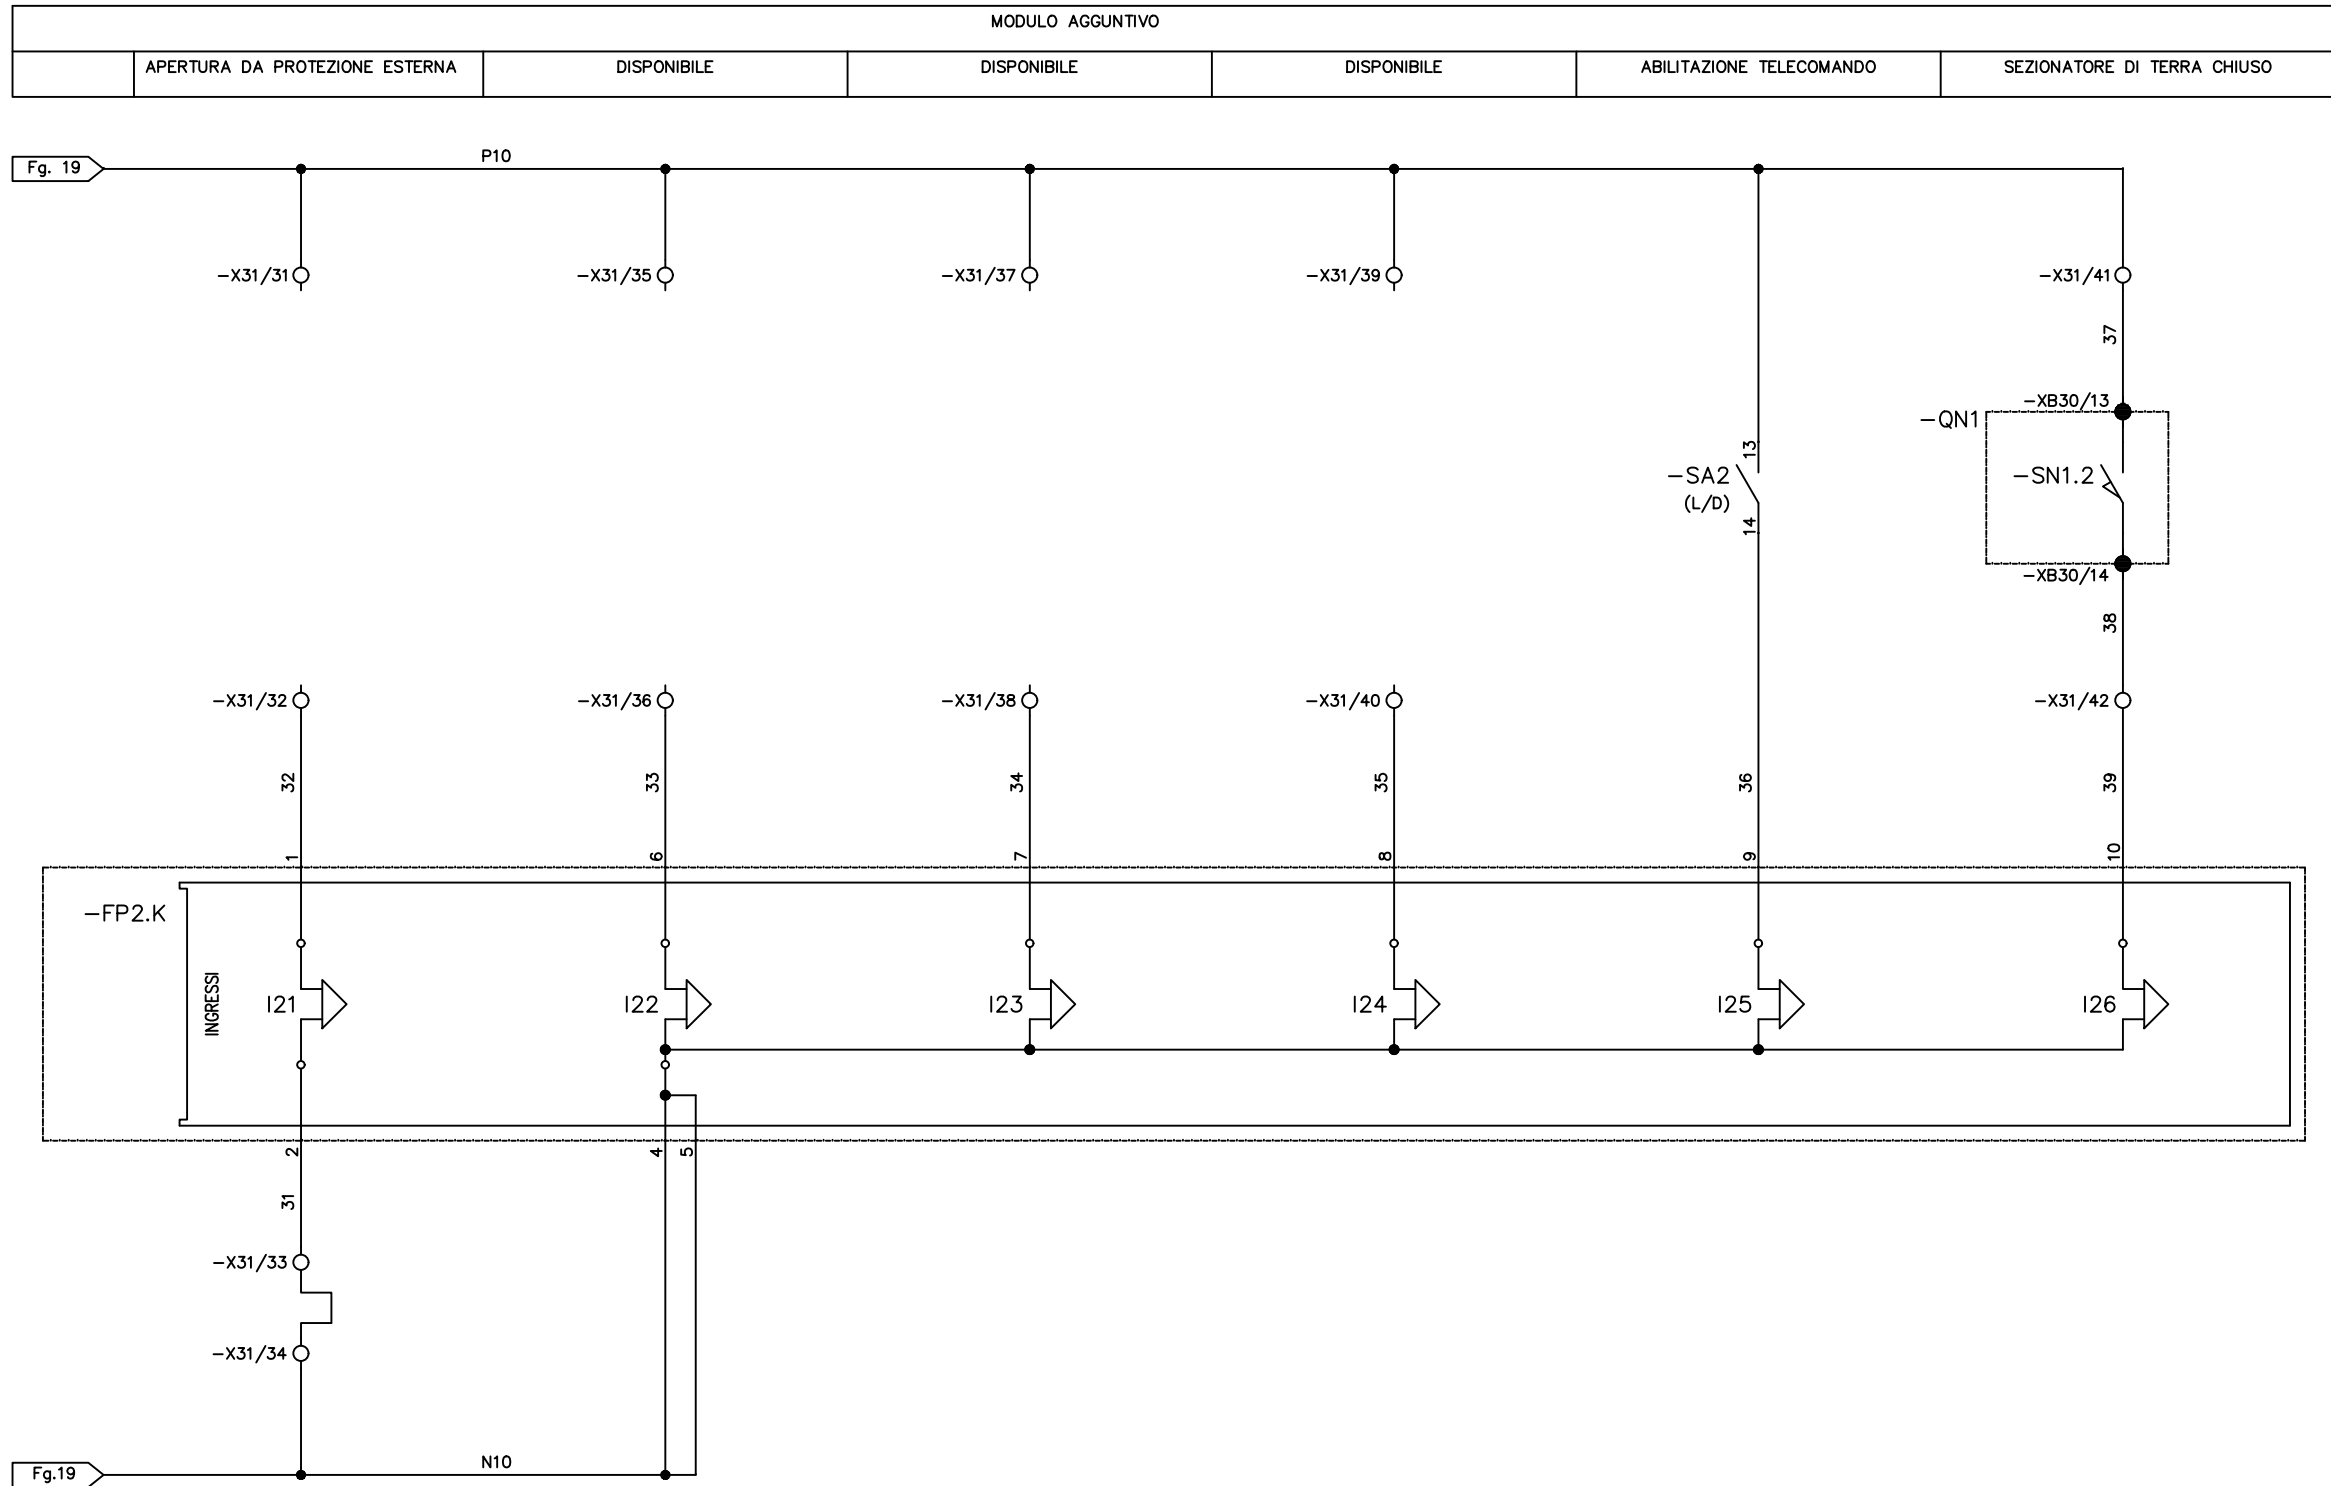 MODULO AGGUNTIVO
APERTURA DA PROTEZIONE ESTERNA
DISPONIBILE
DISPONIBILE
DISPONIBILE
ABILITAZIONE TELECOMANDO
SEZIONATORE DI TERRA CHIUSO
Fg. 19
P10
-X31/31
-X31/35
-X31/37
-X31/39
-X31/41
37
-XB30/13
-QN1
13
-SA2
(L/D)
14
-SN1.2
-XB30/14
38
-X31/32
-X31/36
-X31/38
-X31/40
-X31/42
32
33
34
35
36
39
1
6
7
8
9
10
-FP2.K
INGRESSI
I21
I22
I23
I24
I25
I26
2
4
5
31
-X31/33
-X31/34
Fg.19
N10